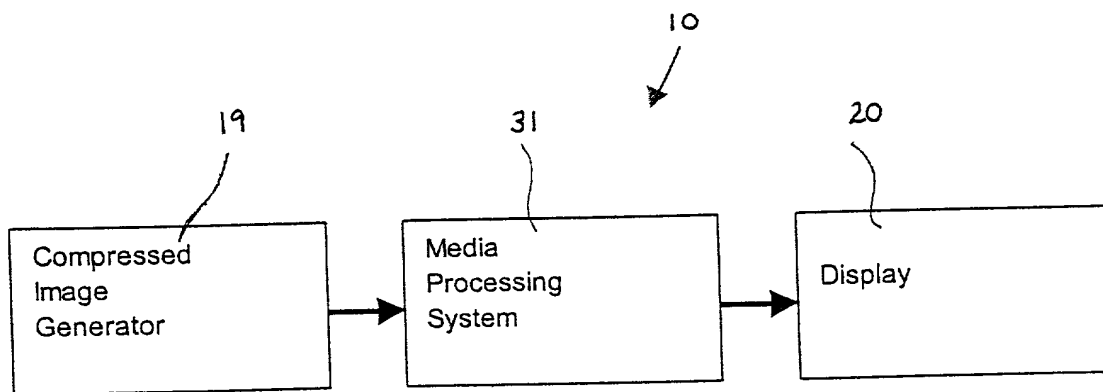 10
19
31
20
Compressed
Image
Generator
Media
Processing
System
Display